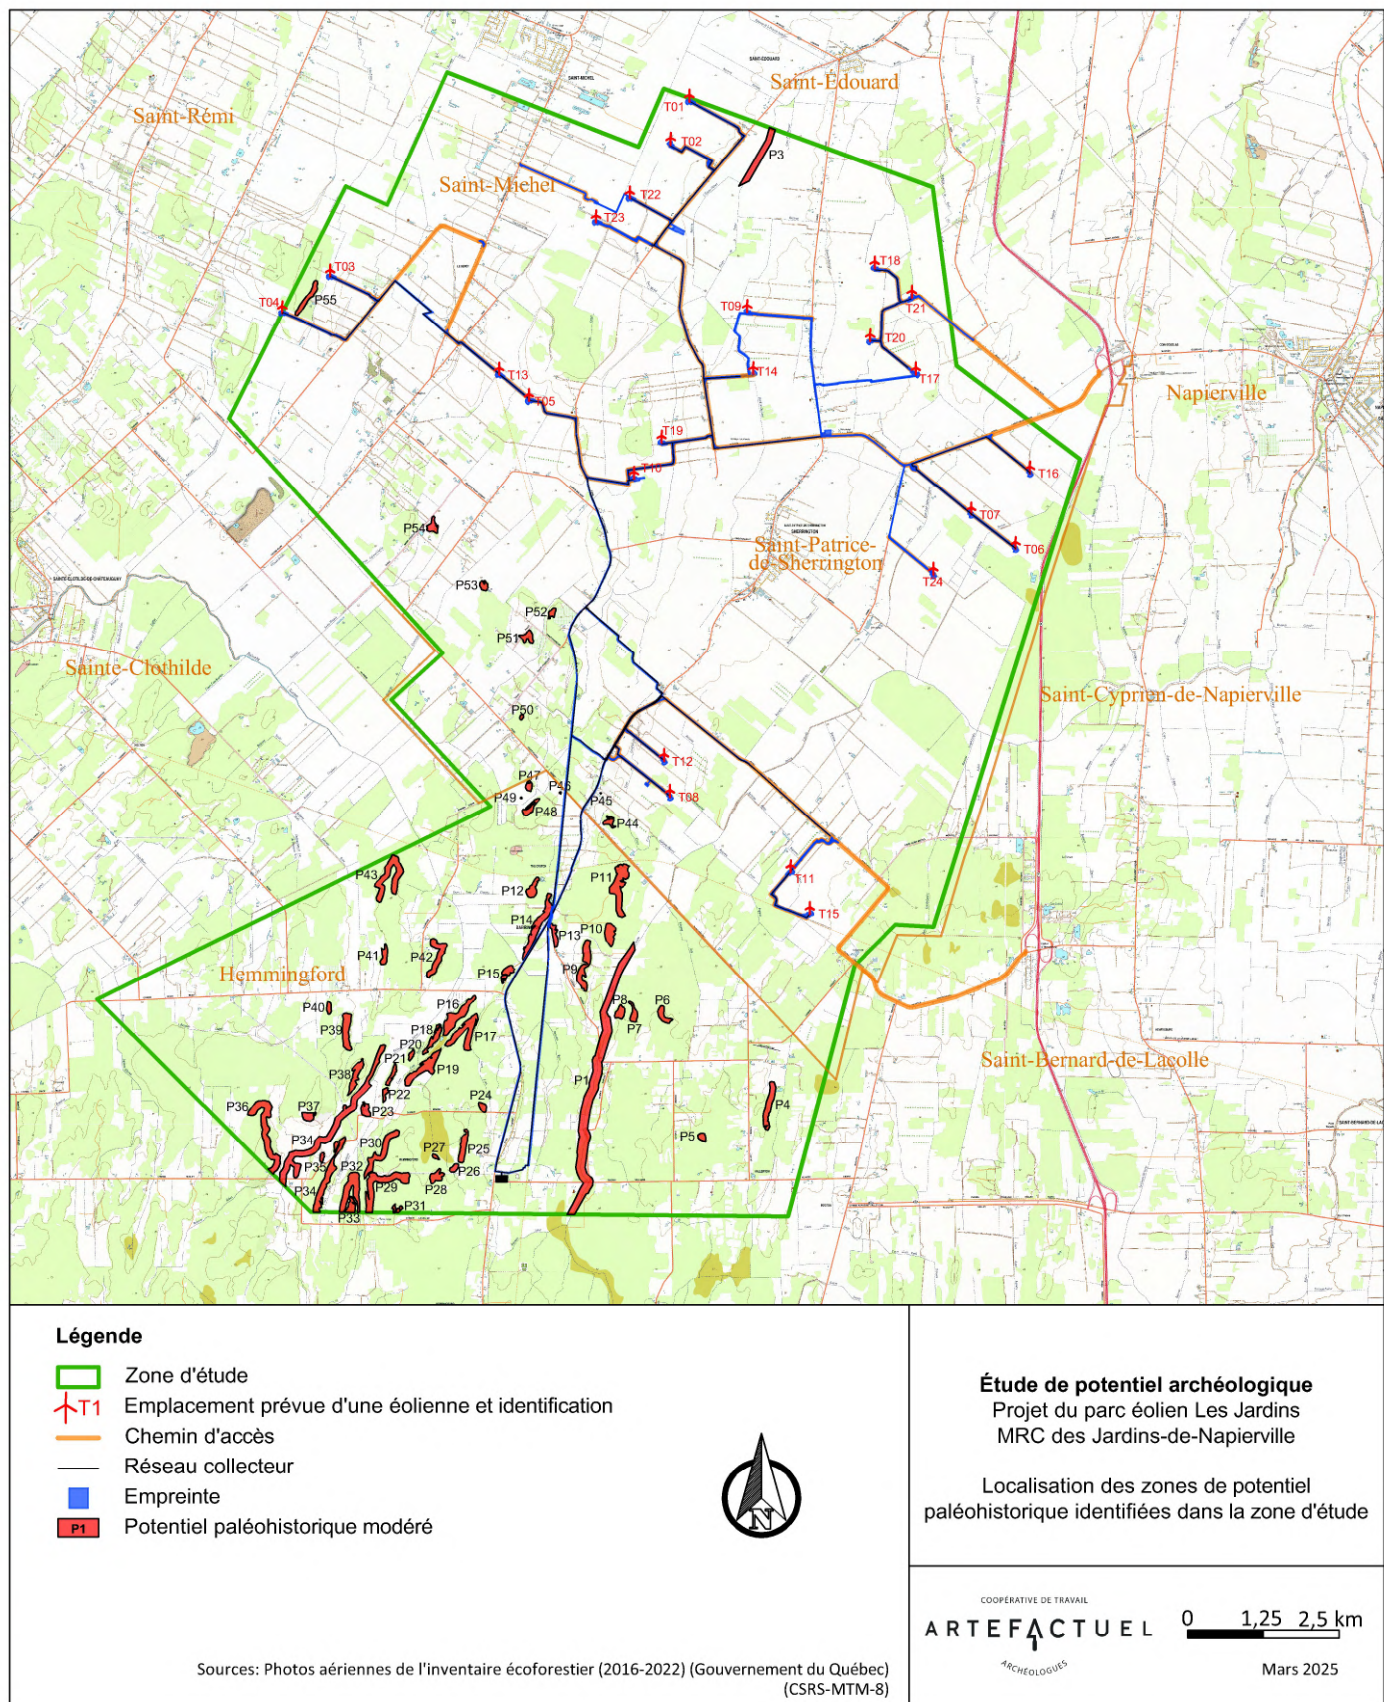 SAINT-ÉDOUARD
Saint-Édouard
SAINT-MICHEL
Saint-Rémi
T01
T02
P3
Saint-Michel
T22
T23
T03
T04
P55
T18
T21
T09
T20
T14
T17
T13
T05
Napierville
T19
T10
T16
T07
T06
P54
SHERRINGTON
Saint-Patrice-
de-Sherrington
T24
SAINTE-CLOTILDE-DE-CHÂTEAUGUAY
P53
P52
P51
Sainte-Clothilde
Saint-Cyprien-de-Napierville
P50
T12
P47
P46
P49
P45
T08
P48
P44
P43
P12
P11
T11
T15
P14
P13
P10
P41
P42
P15
P9
Hemmingford
P40
P16
P8
P6
P39
P18
P7
P17
P20
P21
P19
P38
P1
Saint-Bernard-de-Lacolle
P22
P36
P37
P23
P24
P4
P34
P30
P27
P25
P5
P35
P32
P26
P34
P29
P28
P33
P31
Légende
Zone d'étude
T1 Emplacement prévue d'une éolienne et identification
Chemin d'accès
Réseau collecteur
Empreinte
P1 Potentiel paléohistorique modéré
N
Sources: Photos aériennes de l'inventaire écoforestier (2016-2022) (Gouvernement du Québec)
(CSRS-MTM-8)
Étude de potentiel archéologique
Projet du parc éolien Les Jardins
MRC des Jardins-de-Napierville
Localisation des zones de potentiel
paléohistorique identifiées dans la zone d'étude
COOPÉRATIVE DE TRAVAIL
ARTEFACTUEL
ARCHÉOLOGUES
0 1,25 2,5 km
Mars 2025